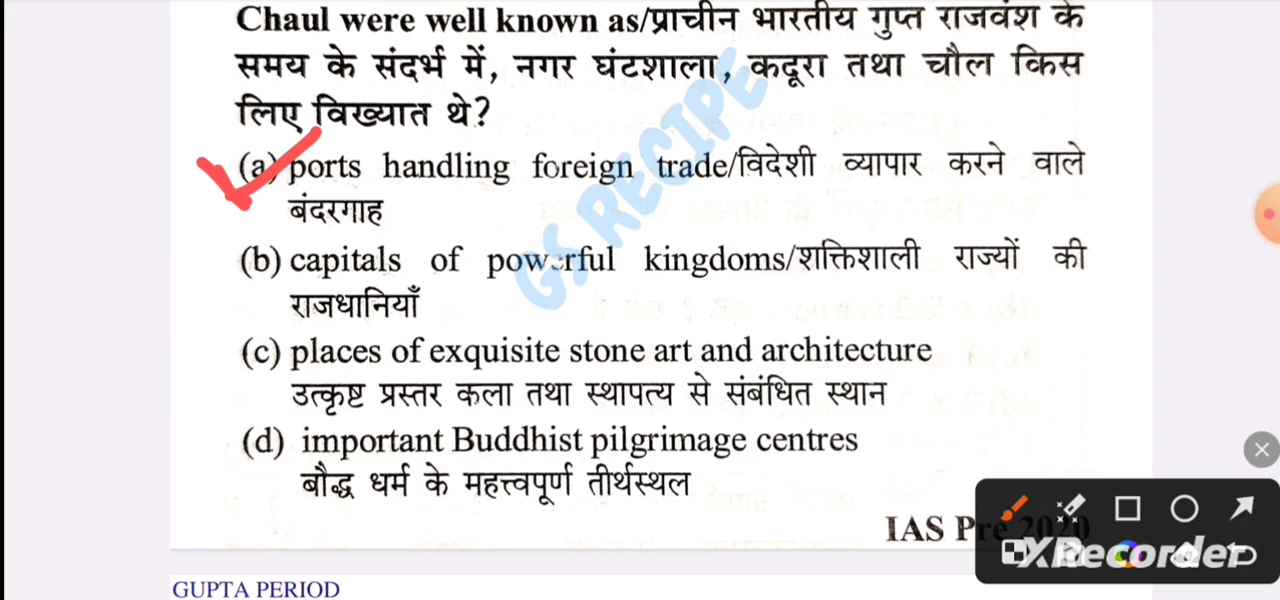 Chaul were well known as/प्राचीन भारतीय गुप्त राजवंश के
समय के संदर्भ में, नगर घंटशाला, कदूरा तथा चौल किस
लिए विख्यात थे?
(a) ports handling foreign trade/विदेशी व्यापार करने वाले
बंदरगाह
(b) capitals of powerful kingdoms/शक्तिशाली राज्यों की
राजधानियाँ
(c) places of exquisite stone art and architecture
उत्कृष्ट प्रस्तर कला तथा स्थापत्य से संबंधित स्थान
(d) important Buddhist pilgrimage centres
बौद्ध धर्म के महत्त्वपूर्ण तीर्थस्थल
IAS Pre 2020
GUPTA PERIOD
GS RECIPE
XRecorder